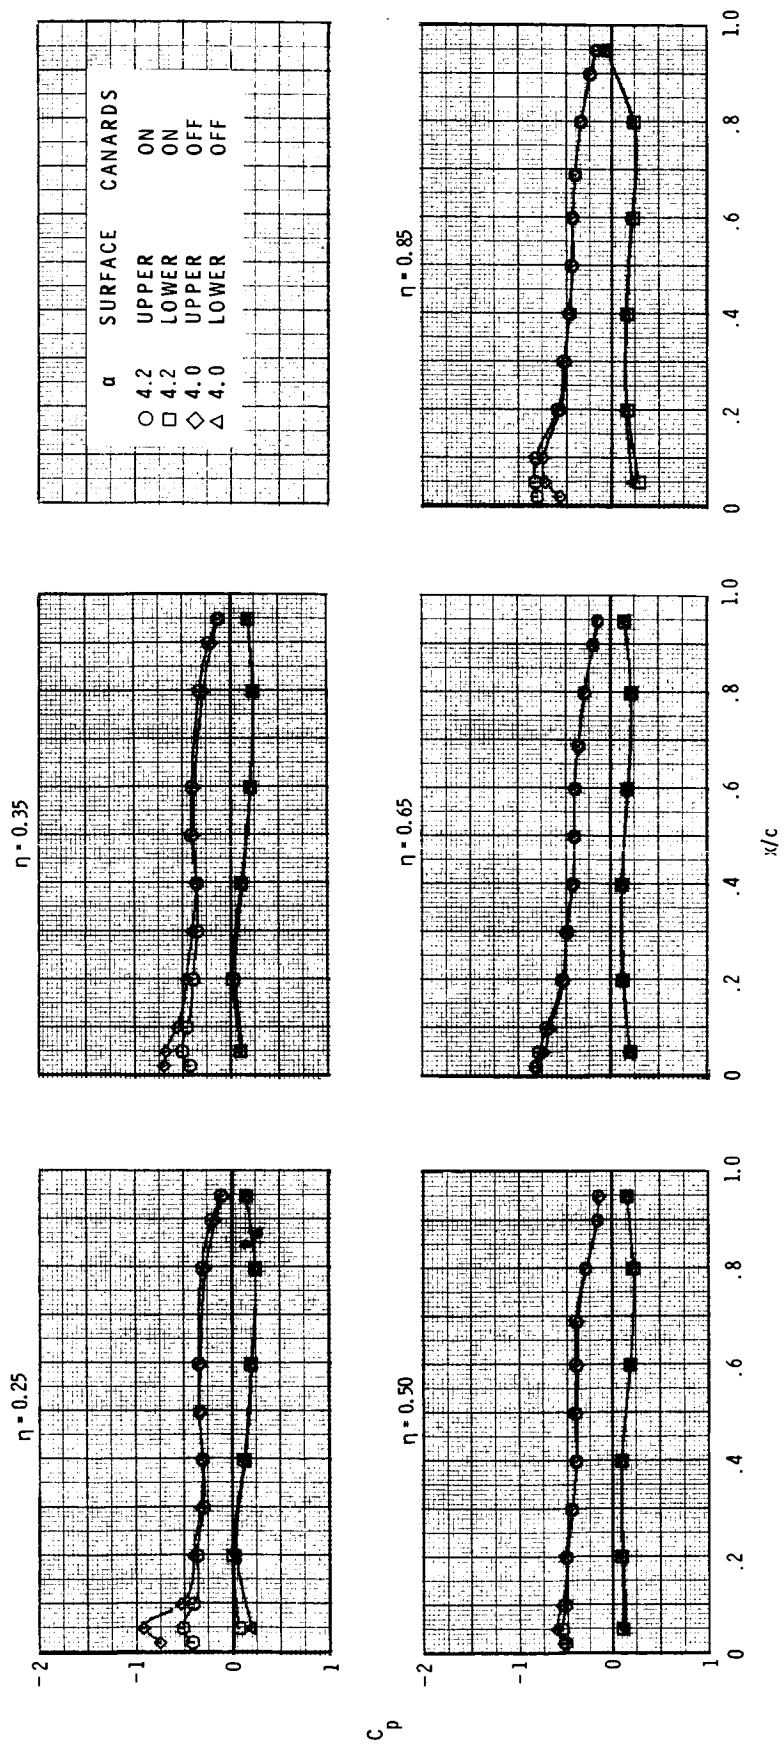 η = 0.25
η = 0.35
α SURFACE CANARDS
○ 4.2 UPPER ON
□ 4.2 LOWER ON
◇ 4.0 UPPER OFF
△ 4.0 LOWER OFF
-2
-1
0
1
C_p
η = 0.50
η = 0.65
η = 0.85
-2
-1
0
1
0 .2 .4 .6 .8 1.0
0 .2 .4 .6 .8 1.0
0 .2 .4 .6 .8 1.0
X/c